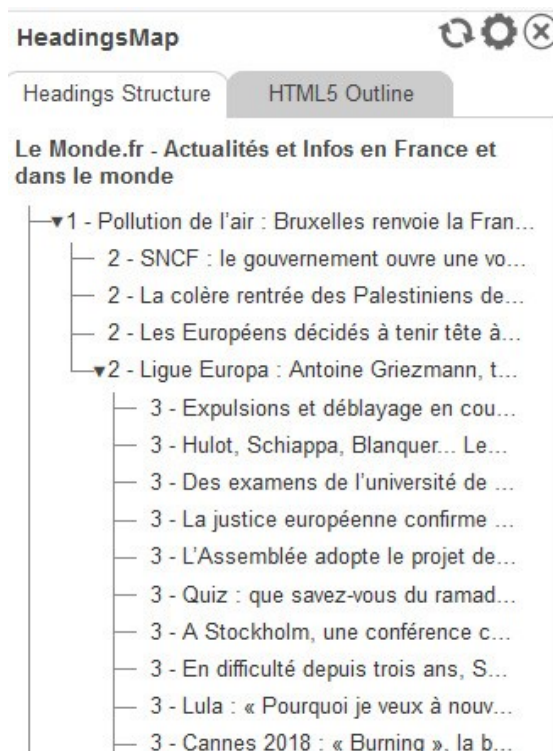 HeadingsMap
Headings Structure
HTML5 Outline
Le Monde.fr - Actualités et Infos en France et
dans le monde
1 - Pollution de l'air : Bruxelles renvoie la Fran...
2 - SNCF : le gouvernement ouvre une vo...
2 - La colère rentrée des Palestiniens de...
2 - Les Européens décidés à tenir tête à...
2 - Ligue Europa : Antoine Griezmann, t...
3 - Expulsions et déblayage en cou...
3 - Hulot, Schiappa, Blanquer... Le...
3 - Des examens de l'université de ...
3 - La justice européenne confirme ...
3 - L'Assemblée adopte le projet de...
3 - Quiz : que savez-vous du ramad...
3 - A Stockholm, une conférence c...
3 - En difficulté depuis trois ans, S...
3 - Lula : « Pourquoi je veux à nouv...
3 - Cannes 2018 : « Burning », la b...